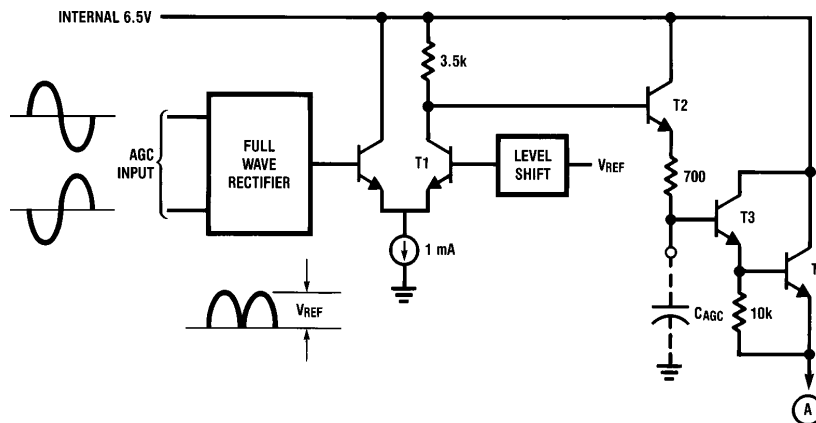 INTERNAL 6.5V
3.5k
T2
AGC
INPUT
FULL
WAVE
RECTIFIER
T1
LEVEL
SHIFT
VREF
700
T3
1 mA
T
VREF
CAGC
10k
A